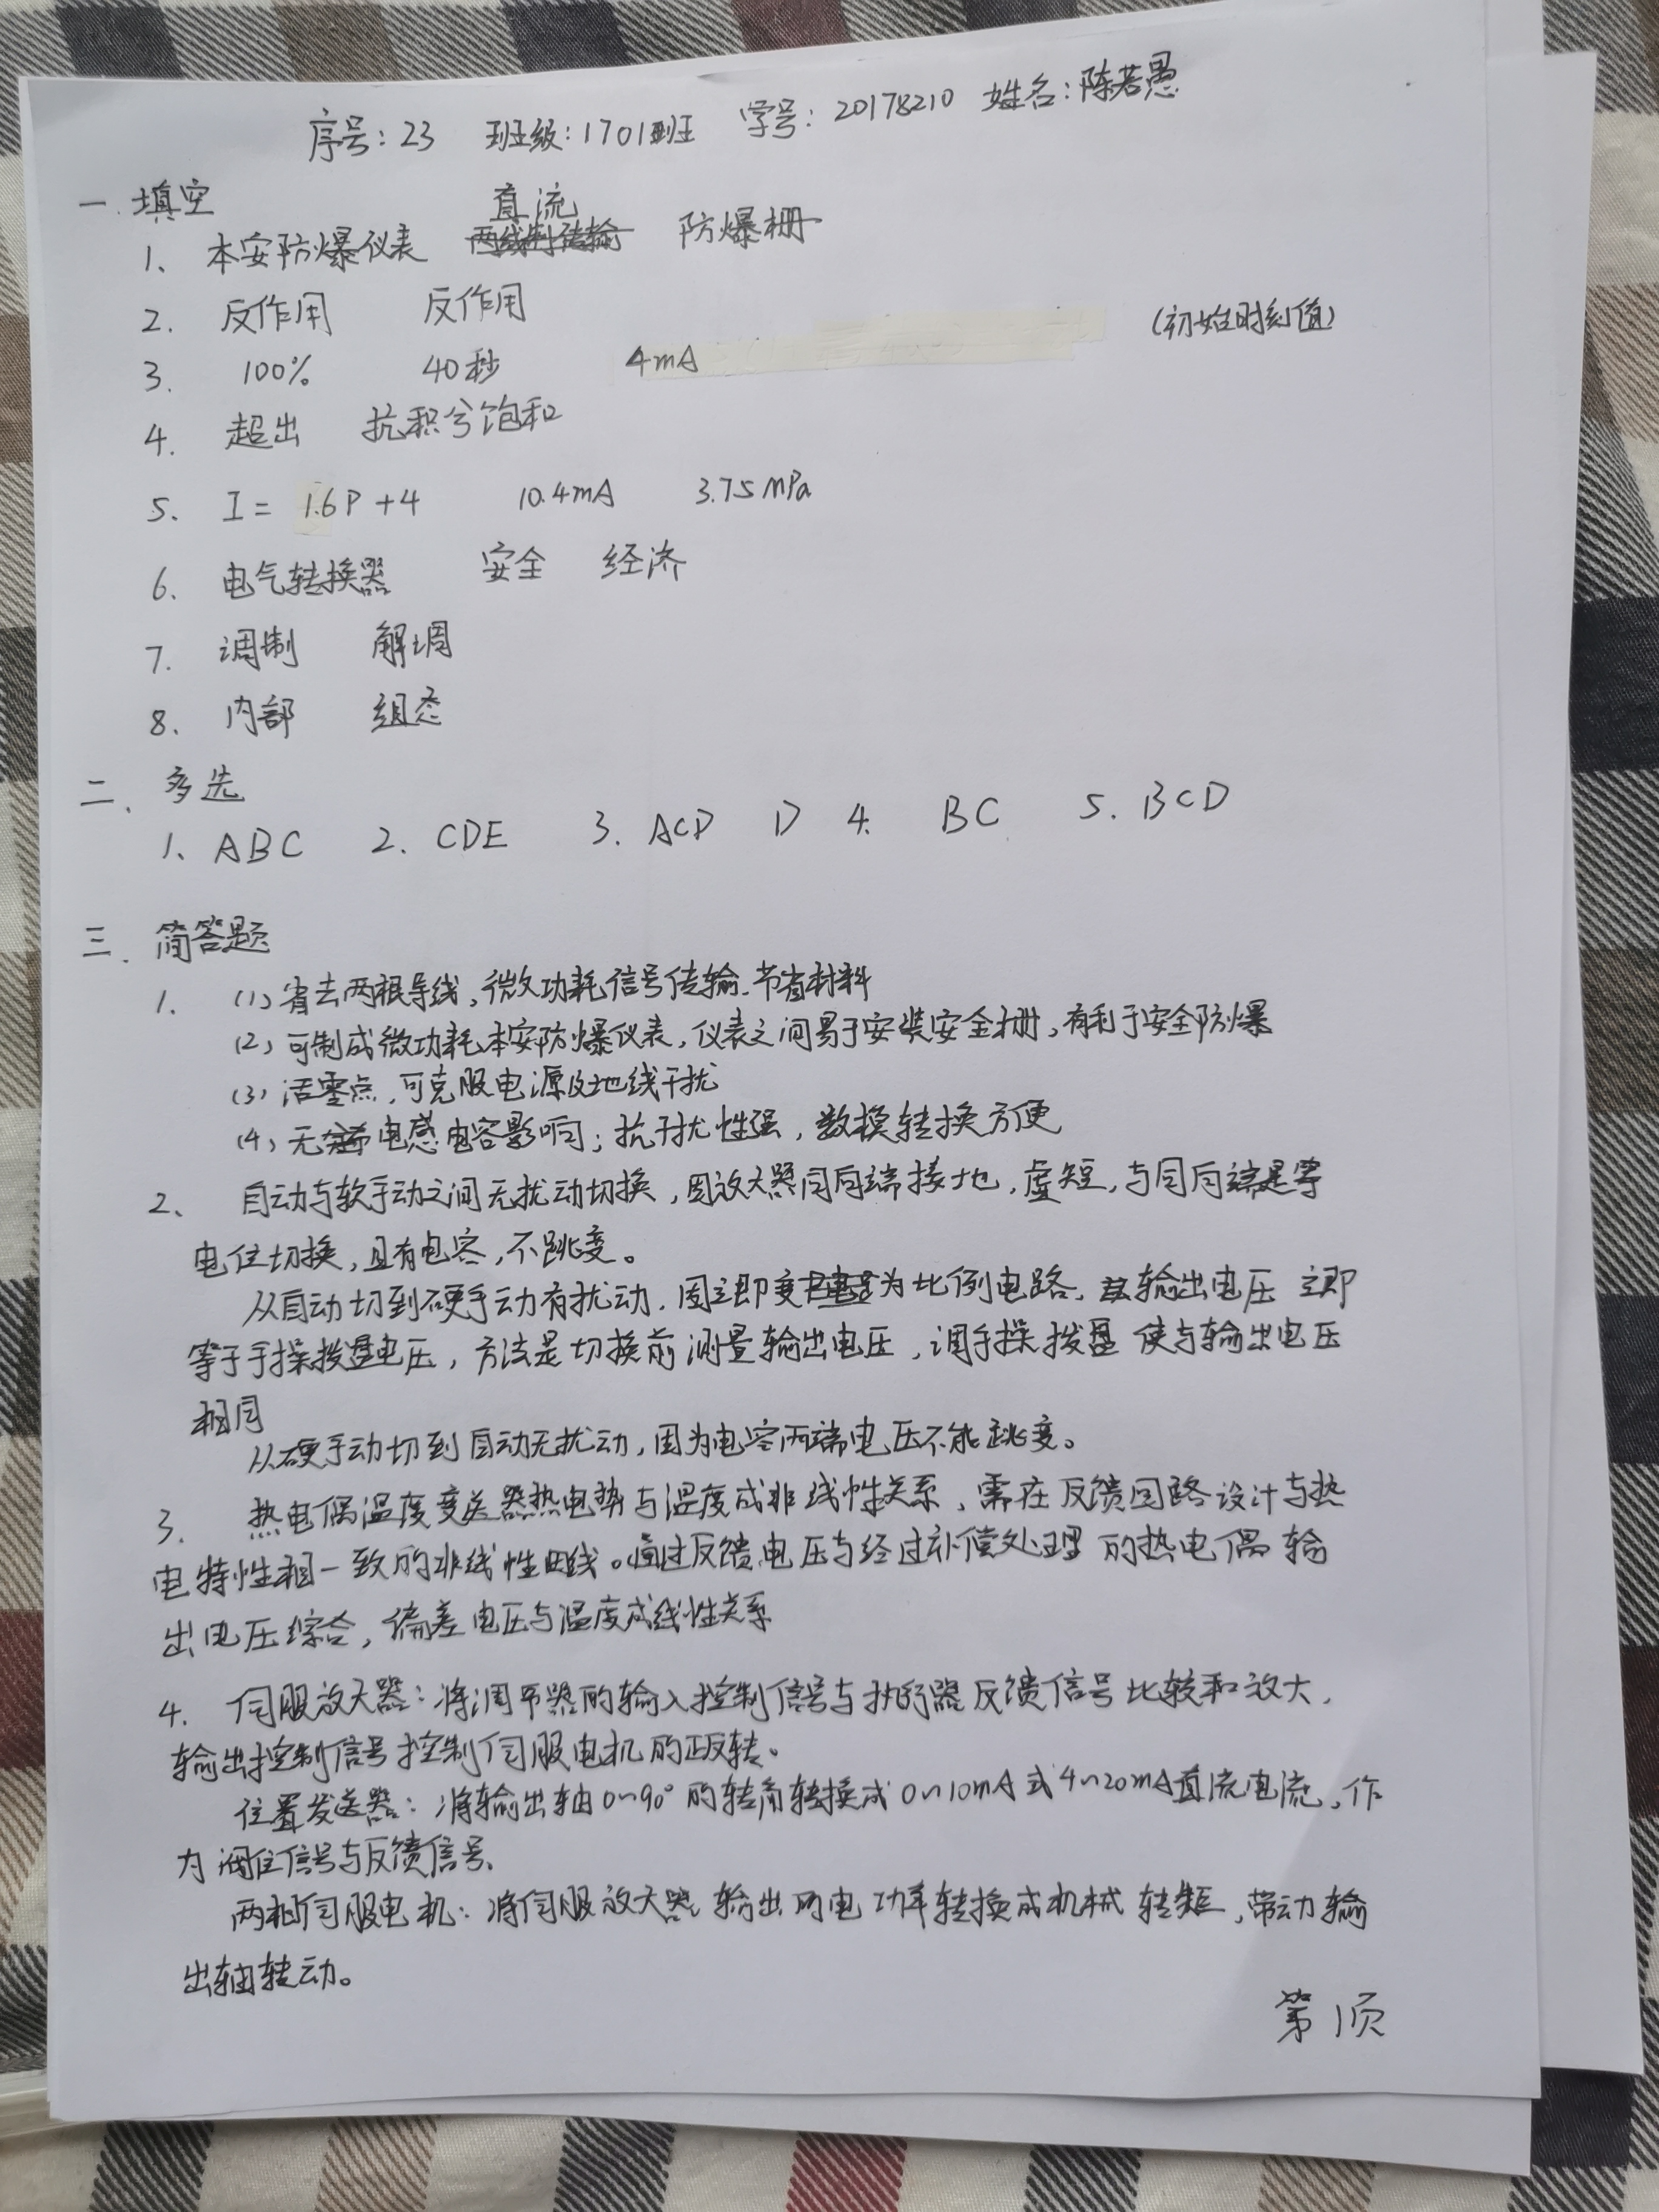 序号：23 班级：1701班 学号：20178210 姓名：陈若愚
一.填空
1、本安防爆仪表 直流 防爆栅
2. 反作用 反作用
(初始时刻值)
3. 100% 40秒 4mA
4. 超出 抗积分饱和
5、I= 1.6P+4 10.4mA 3.75MPa
6、电气转换器 安全 经济
7. 调制 解调
8. 内部 组态
二、多选
1、ABC 2. CDE 3. ACD D 4. BC 5. BCD
三.简答题
1. (1)省去两根导线,微功耗信号传输.节省材料
(2)可制成微功耗本安防爆仪表,仪表之间易于安装安全栅,有利于安全防爆
(3)活零点,可克服电源及地线干扰
(4)无电感电容影响;抗干扰性强,数模转换方便
2、自动与软手动之间无扰动切换,因放大器同向端接地,虚短,与同向端是等
电位切换,且有电容,不跳变。
从自动切到硬手动有扰动.因立即变为比例电路,输出电压立即
等于手操拨盘电压,方法是切换前测量输出电压,调手操拨盘使与输出电压
相同
从硬手动切到自动无扰动,因为电容两端电压不能跳变。
3. 热电偶温度变送器热电势与温度成非线性关系,需在反馈回路设计与热
电特性相一致的非线性曲线。通过反馈电压与经过补偿处理的热电偶输
出电压综合,偏差电压与温度成线性关系
4. 伺服放大器:将调节器的输入控制信号与执行器反馈信号比较和放大,
输出控制信号控制伺服电机的正反转。
位置发送器:将输出轴0~90°的转角转换成0~10mA或4~20mA直流电流,作
为阀位信号与反馈信号.
两相伺服电机:将伺服放大器输出的电功率转换成机械转矩,带动输
出轴转动。
第1页